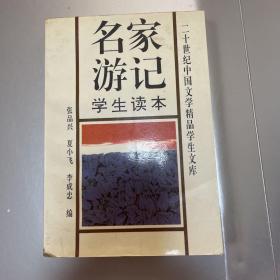 名家
游记
学生读本
二十世纪中国文学精品学生文库
张品兴 夏小飞 李成忠 编